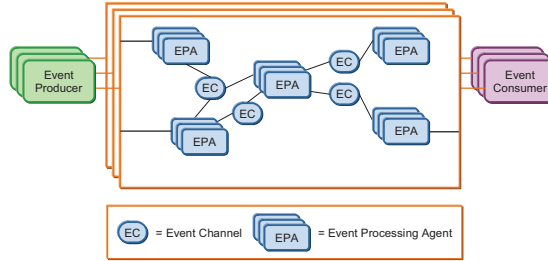 EPA
EPA
EC
Event
Producer
EC
EPA
EC
Event
Consumer
EC
EPA
EPA
EC = Event Channel
EPA = Event Processing Agent